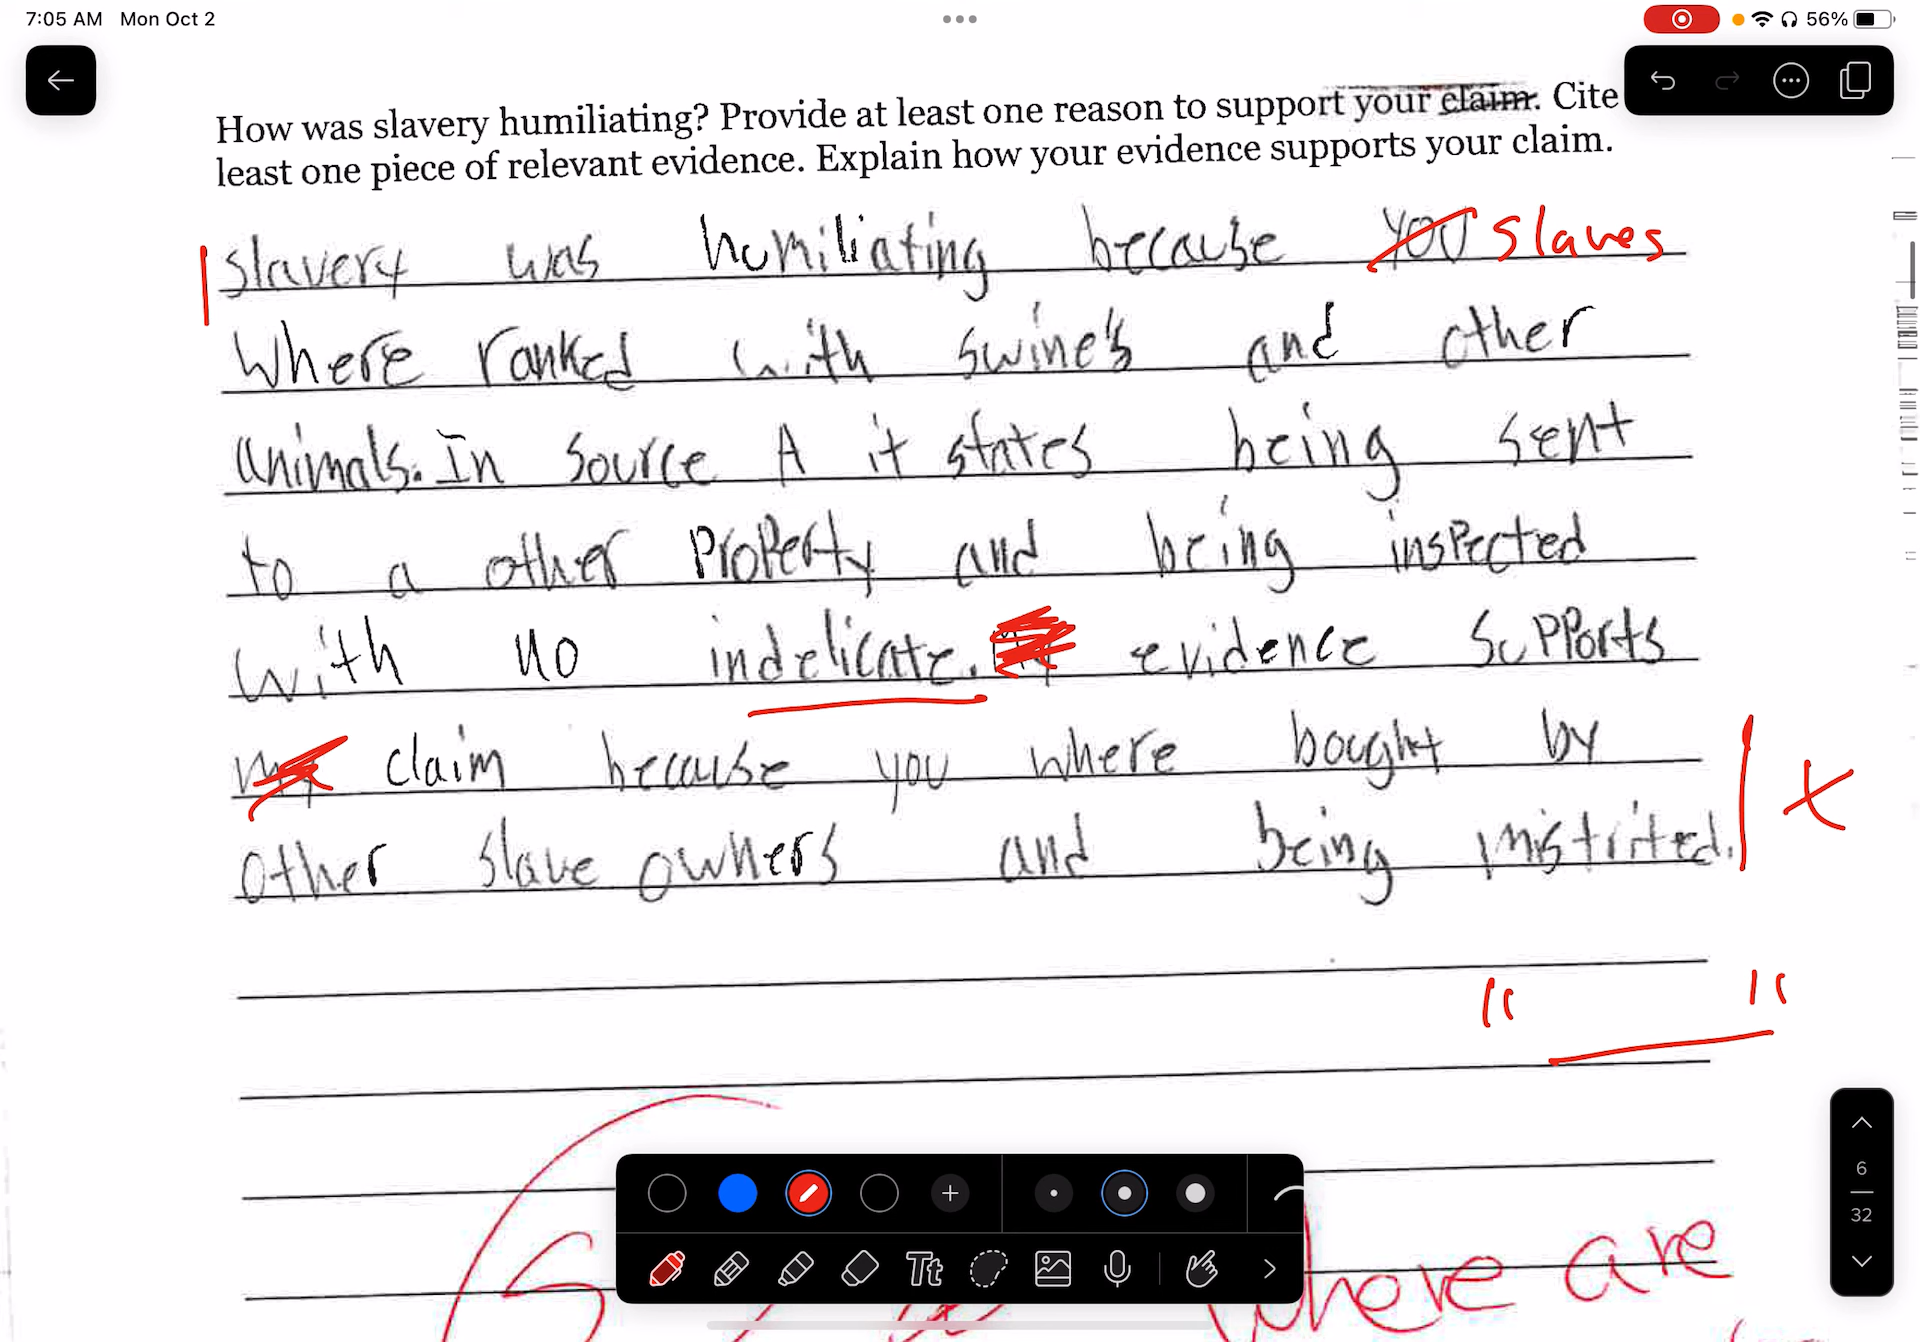 7:05 AM Mon Oct 2
56%
How was slavery humiliating? Provide at least one reason to support your claim. Cite
least one piece of relevant evidence. Explain how your evidence supports your claim.
slavery was humiliating because you slaves
Where ranked with swine's and other
animals. In source A it states being sent
to a other Property and being inspected
with no indelicate. evidence supports
my claim because you where bought by
other slave owners and being mistrited.
" "
Tt
6
32
where are